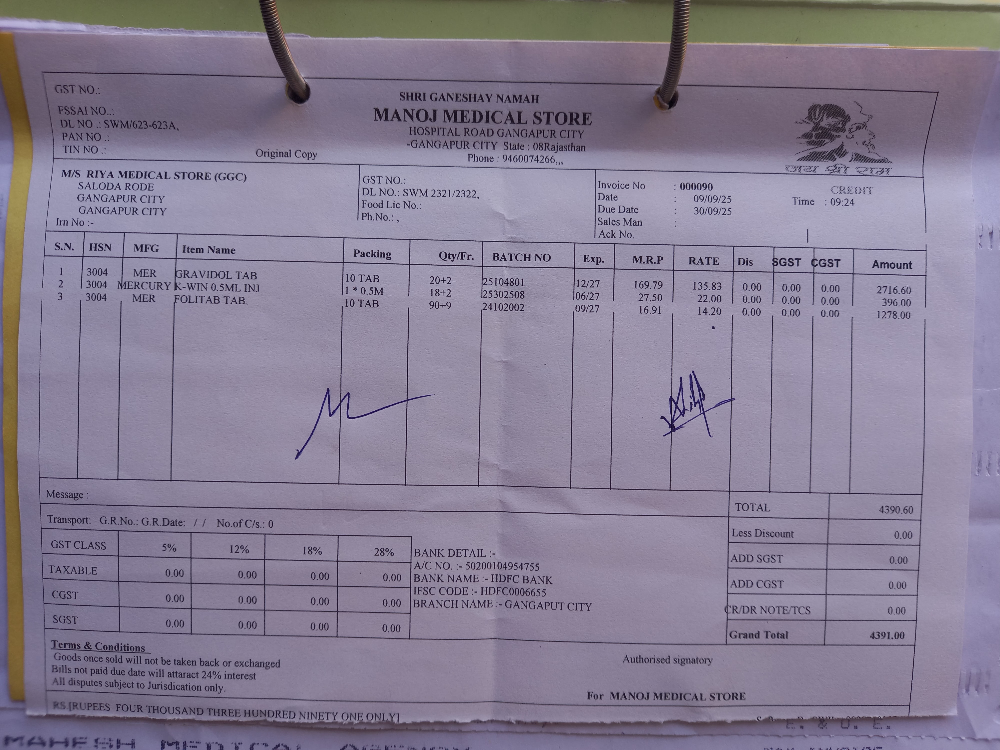 GST NO.:
FSSAI NO..:
DL NO .: SWM/623-623A,
PAN NO .:
TIN NO .:
Original Copy
SHRI GANESHAY NAMAH
MANOJ MEDICAL STORE
HOSPITAL ROAD GANGAPUR CITY
-GANGAPUR CITY State : 08Rajasthan
Phone : 9460074266,,,
जय श्री राम
M/S RIYA MEDICAL STORE (GGC)
SALODA RODE
GANGAPUR CITY
GANGAPUR CITY
Irn No :-
GST NO.:
DL NO.: SWM 2321/2322,
Food Lic No.:
Ph.No.: ,
Invoice No : 000090 CREDIT
Date : 09/09/25 Time : 09:24
Due Date : 30/09/25
Sales Man :
Ack No.
S.N. HSN MFG Item Name Packing Qty/Fr. BATCH NO Exp. M.R.P RATE Dis SGST CGST Amount
1 3004 MER GRAVIDOL TAB 10 TAB 20+2 25104801 12/27 169.79 135.83 0.00 0.00 0.00 2716.60
2 3004 MERCURY K-WIN 0.5ML INJ 1 * 0.5M 18+2 25302508 06/27 27.50 22.00 0.00 0.00 0.00 396.00
3 3004 MER FOLITAB TAB 10 TAB 90+9 24102002 09/27 16.91 14.20 0.00 0.00 0.00 1278.00
Message :
Transport: G.R.No.: G.R.Date: / / No.of C/s.: 0
GST CLASS 5% 12% 18% 28%
TAXABLE 0.00 0.00 0.00 0.00
CGST 0.00 0.00 0.00 0.00
SGST 0.00 0.00 0.00 0.00
BANK DETAIL :-
A/C NO. :- 50200104954755
BANK NAME :- HDFC BANK
IFSC CODE :- HDFC0006655
BRANCH NAME :- GANGAPUT CITY
TOTAL 4390.60
Less Discount 0.00
ADD SGST 0.00
ADD CGST 0.00
CR/DR NOTE/TCS 0.00
Grand Total 4391.00
Terms & Conditions
Goods once sold will not be taken back or exchanged
Bills not paid due date will attaract 24% interest
All disputes subject to Jurisdication only.
Authorised signatory
For MANOJ MEDICAL STORE
RS.[RUPEES FOUR THOUSAND THREE HUNDRED NINETY ONE ONLY]
E. & O. E.
MAHESH MEDICAL